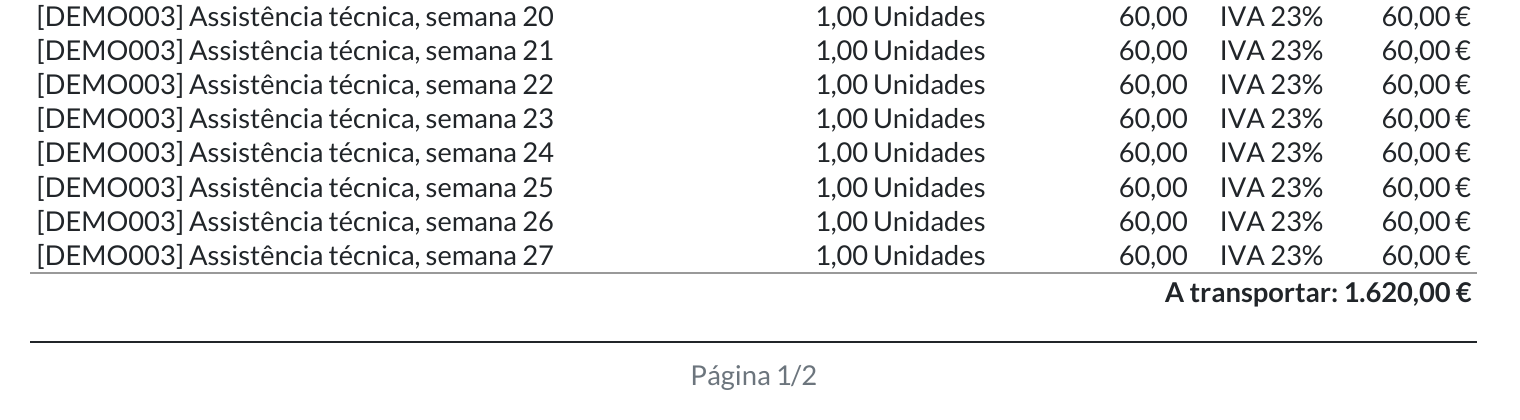 [DEMO003] Assistência técnica, semana 20 1,00 Unidades 60,00 IVA 23% 60,00 €
[DEMO003] Assistência técnica, semana 21 1,00 Unidades 60,00 IVA 23% 60,00 €
[DEMO003] Assistência técnica, semana 22 1,00 Unidades 60,00 IVA 23% 60,00 €
[DEMO003] Assistência técnica, semana 23 1,00 Unidades 60,00 IVA 23% 60,00 €
[DEMO003] Assistência técnica, semana 24 1,00 Unidades 60,00 IVA 23% 60,00 €
[DEMO003] Assistência técnica, semana 25 1,00 Unidades 60,00 IVA 23% 60,00 €
[DEMO003] Assistência técnica, semana 26 1,00 Unidades 60,00 IVA 23% 60,00 €
[DEMO003] Assistência técnica, semana 27 1,00 Unidades 60,00 IVA 23% 60,00 €
A transportar: 1.620,00 €
Página 1/2